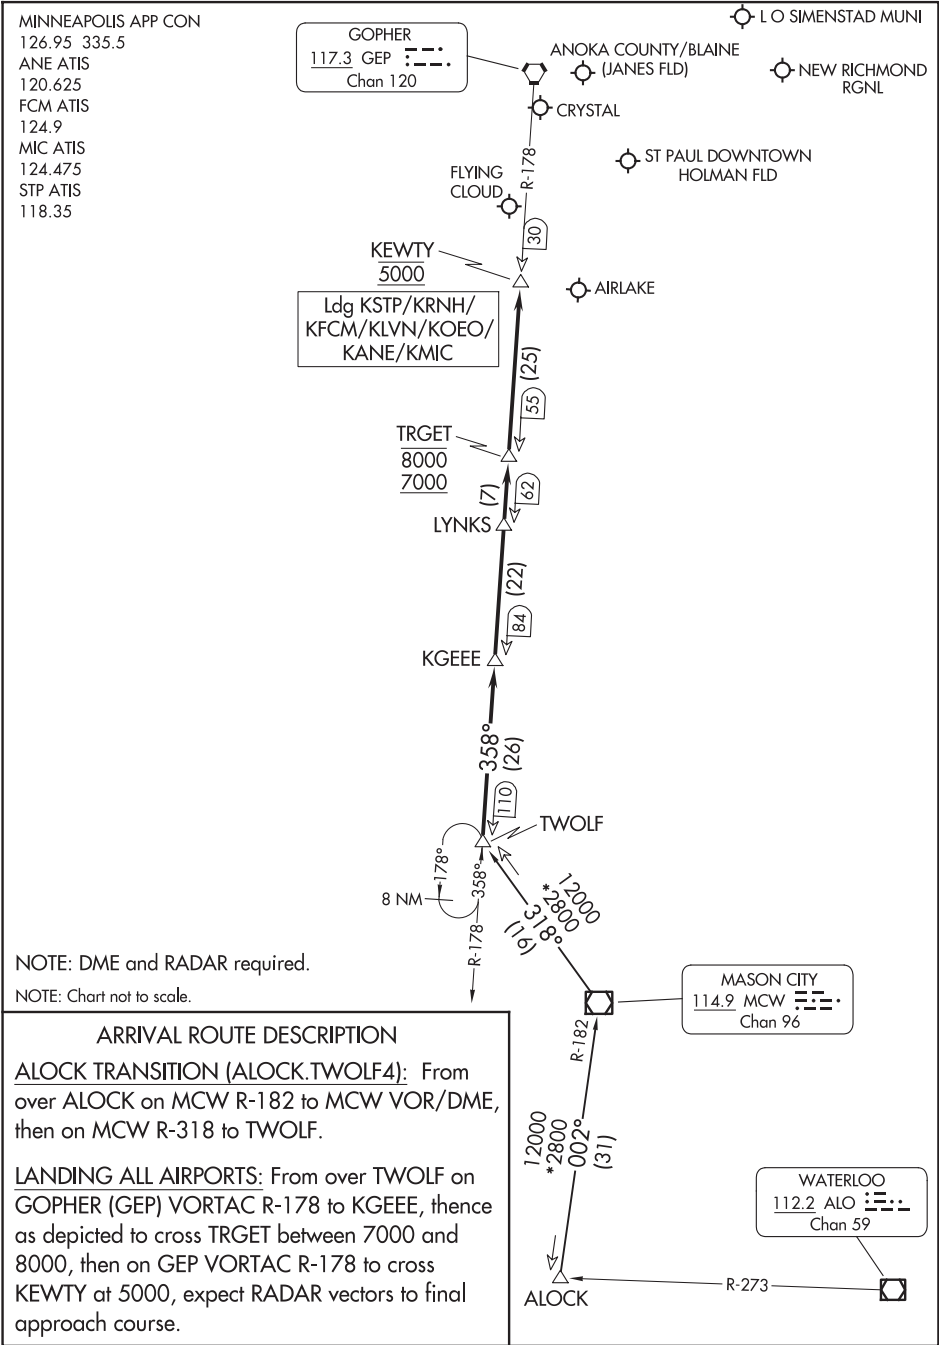 MINNEAPOLIS APP CON
126.95 335.5
ANE ATIS
120.625
FCM ATIS
124.9
MIC ATIS
124.475
STP ATIS
118.35
GOPHER
117.3 GEP
Chan 120
L O SIMENSTAD MUNI
ANOKA COUNTY/BLAINE
(JANES FLD)
NEW RICHMOND
RGNL
CRYSTAL
ST PAUL DOWNTOWN
HOLMAN FLD
R-178
FLYING
CLOUD
30
KEWTY
5000
AIRLAKE
Ldg KSTP/KRNH/
KFCM/KLVN/KOEO/
KANE/KMIC
(25)
55
TRGET
8000
7000
(7)
62
LYNKS
(22)
84
KGEEE
358°
(26)
110
TWOLF
178°
358°
8 NM
R-178
12000
*2800
318°
(16)
NOTE: DME and RADAR required.
NOTE: Chart not to scale.
MASON CITY
114.9 MCW
Chan 96
R-182
12000
*2800
002°
(31)
WATERLOO
112.2 ALO
Chan 59
R-273
ALOCK
ARRIVAL ROUTE DESCRIPTION
ALOCK TRANSITION (ALOCK.TWOLF4): From
over ALOCK on MCW R-182 to MCW VOR/DME,
then on MCW R-318 to TWOLF.
LANDING ALL AIRPORTS: From over TWOLF on
GOPHER (GEP) VORTAC R-178 to KGEEE, thence
as depicted to cross TRGET between 7000 and
8000, then on GEP VORTAC R-178 to cross
KEWTY at 5000, expect RADAR vectors to final
approach course.